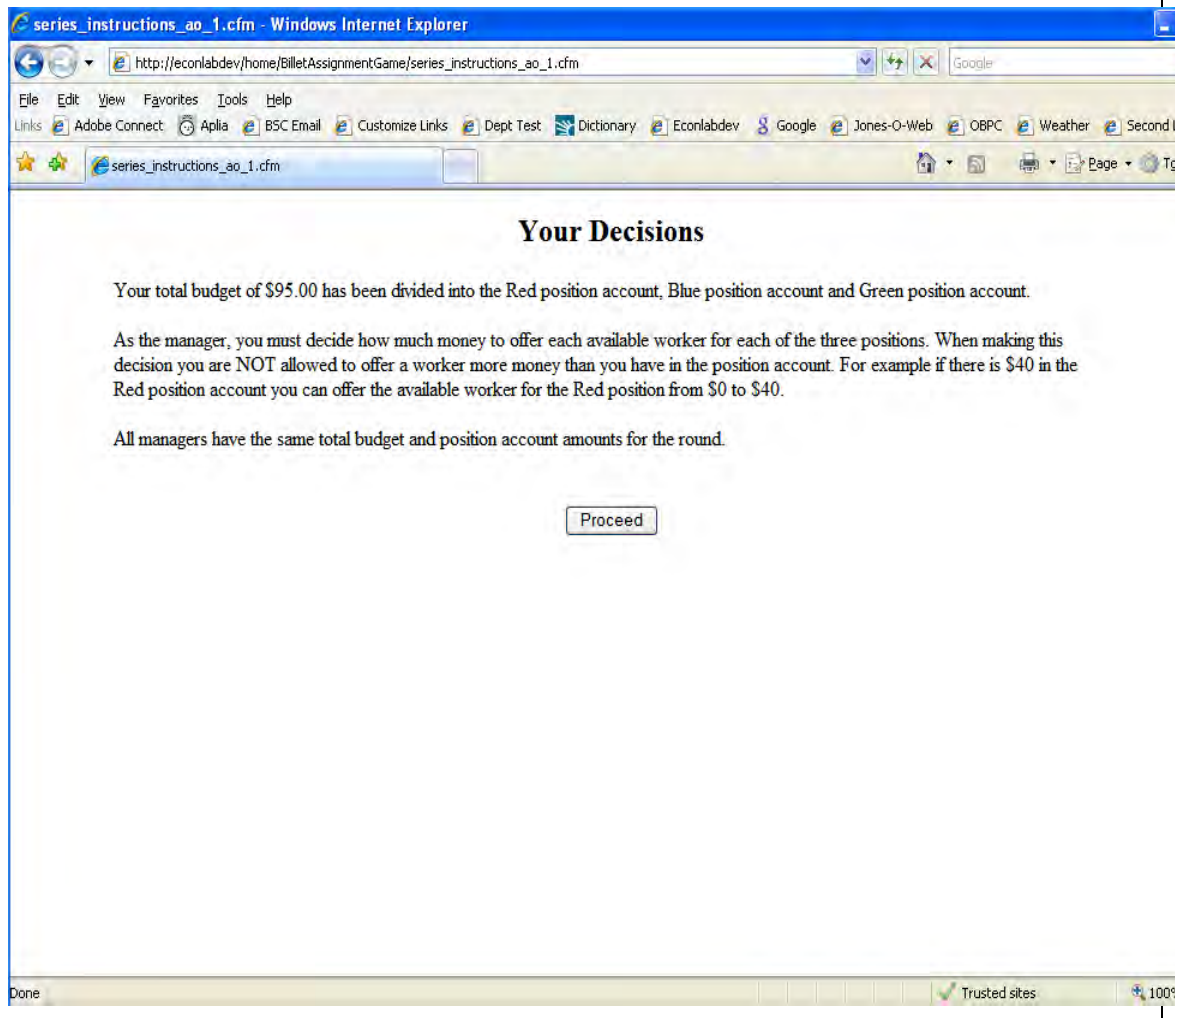 series_instructions_ao_1.cfm - Windows Internet Explorer
http://econlabdev/home/BilletAssignmentGame/series_instructions_ao_1.cfm
Google
File Edit View Favorites Tools Help
Links Adobe Connect Aplia BSC Email Customize Links Dept Test Dictionary Econlabdev Google Jones-O-Web OBPC Weather Second
series_instructions_ao_1.cfm
Page
Your Decisions
Your total budget of $95.00 has been divided into the Red position account, Blue position account and Green position account.
As the manager, you must decide how much money to offer each available worker for each of the three positions. When making this
decision you are NOT allowed to offer a worker more money than you have in the position account. For example if there is $40 in the
Red position account you can offer the available worker for the Red position from $0 to $40.
All managers have the same total budget and position account amounts for the round.
Proceed
Done
Trusted sites
100%